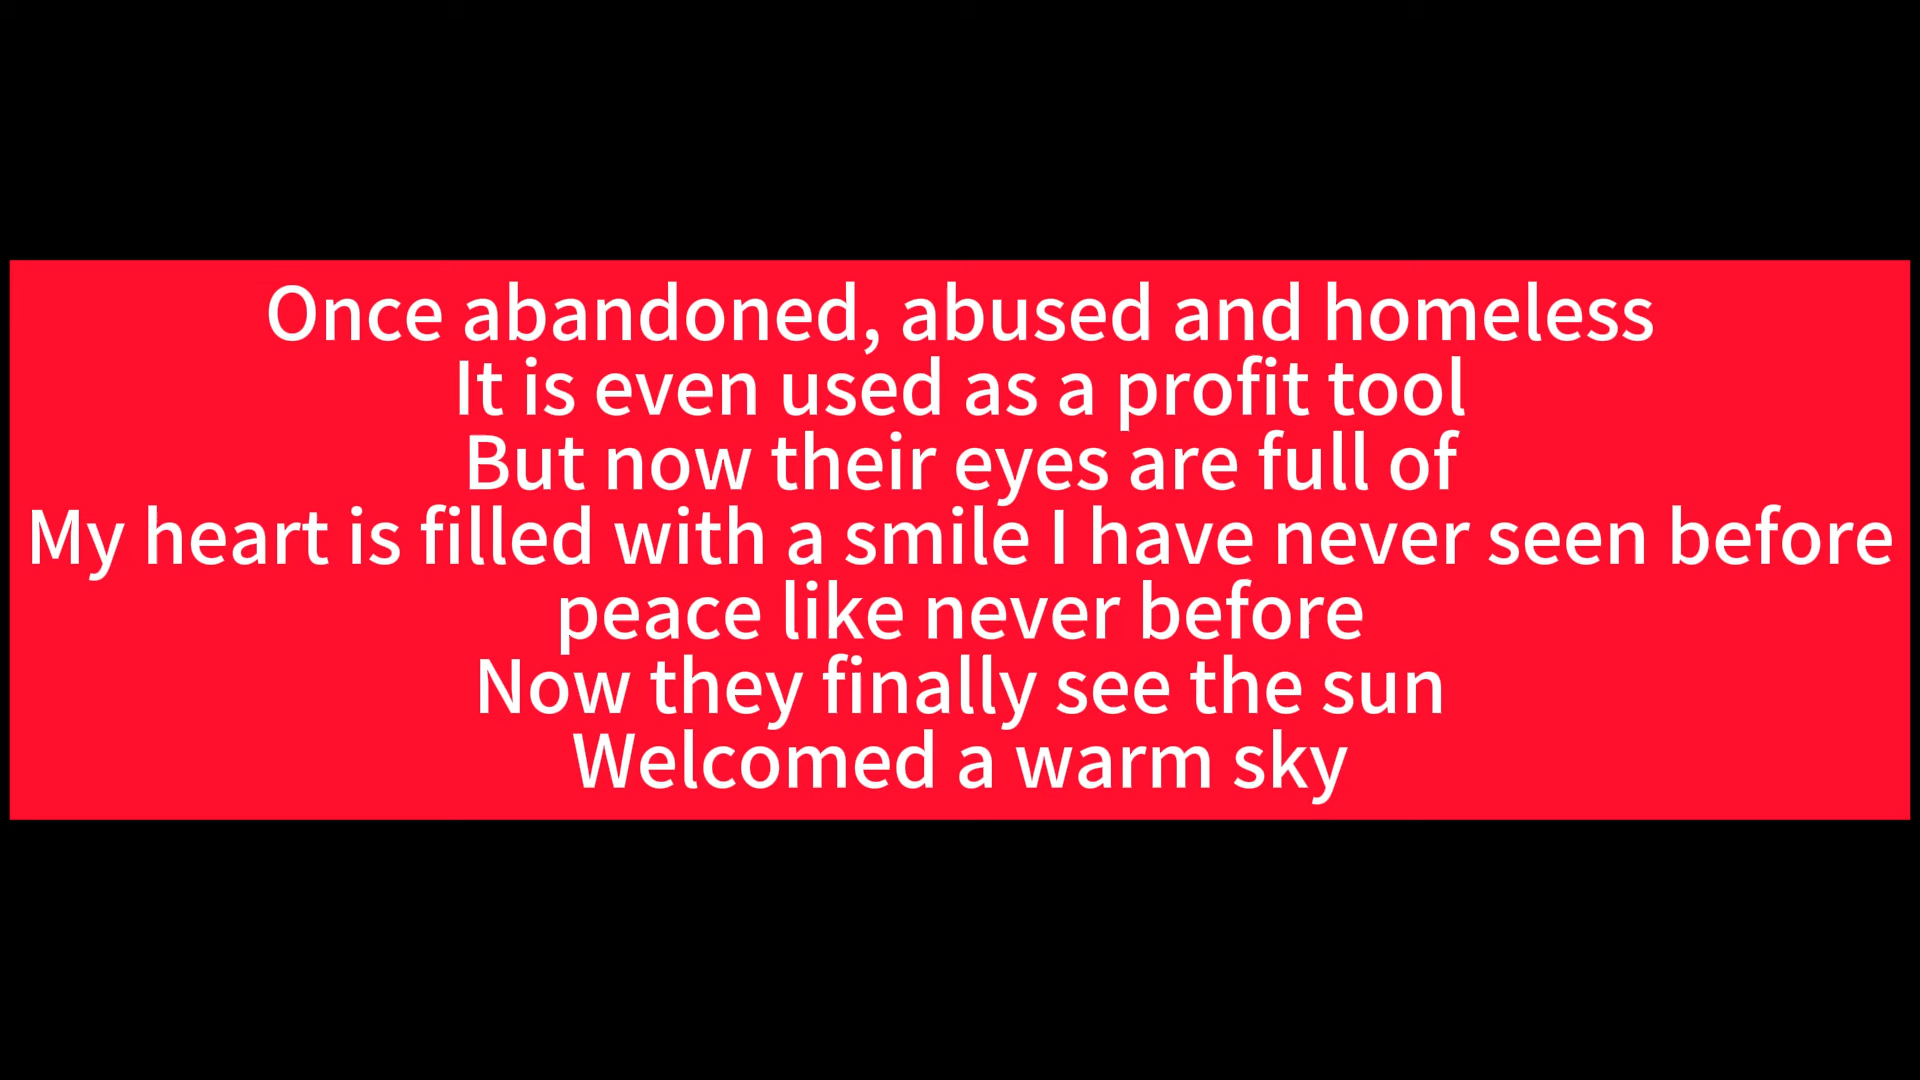 Once abandoned, abused and homeless
It is even used as a profit tool
But now their eyes are full of
My heart is filled with a smile I have never seen before
peace like never before
Now they finally see the sun
Welcomed a warm sky